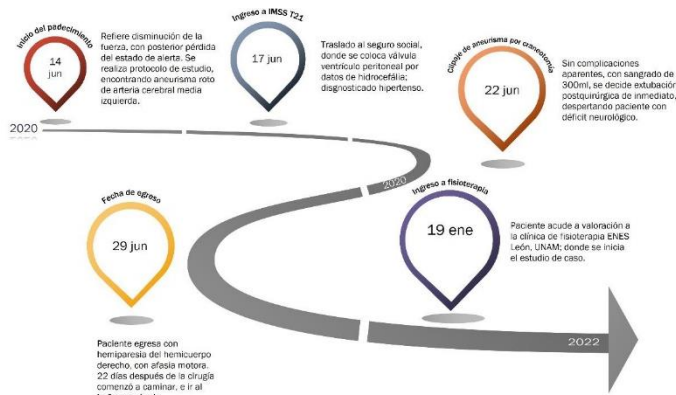 Inicio del padecimiento
14
jun
Refiere disminución de la
fuerza, con posterior pérdida
del estado de alerta. Se
realiza protocolo de estudio,
encontrando aneurisma roto
de arteria cerebral media
izquierda.
Ingreso a IMSS T21
17 jun
Traslado al seguro social,
donde se coloca válvula
ventrículo peritoneal por
datos de hidrocefália;
disgnosticado hipertenso.
Clipaje de aneurisma por craneotomía
22 jun
Sin complicaciones
aparentes, con sangrado de
300ml, se decide extubación
postquirúrgica de inmediato,
despertando paciente con
déficit neurológico.
2020
2020
Fecha de egreso
29 jun
Paciente egresa con
hemiparesia del hemicuerpo
derecho, con afasia motora.
22 días después de la cirugía
comenzó a caminar, e ir al
Ingreso a fisioterapia
19 ene
Paciente acude a valoración a
la clínica de fisioterapia ENES
León, UNAM; donde se inicia
el estudio de caso.
2022